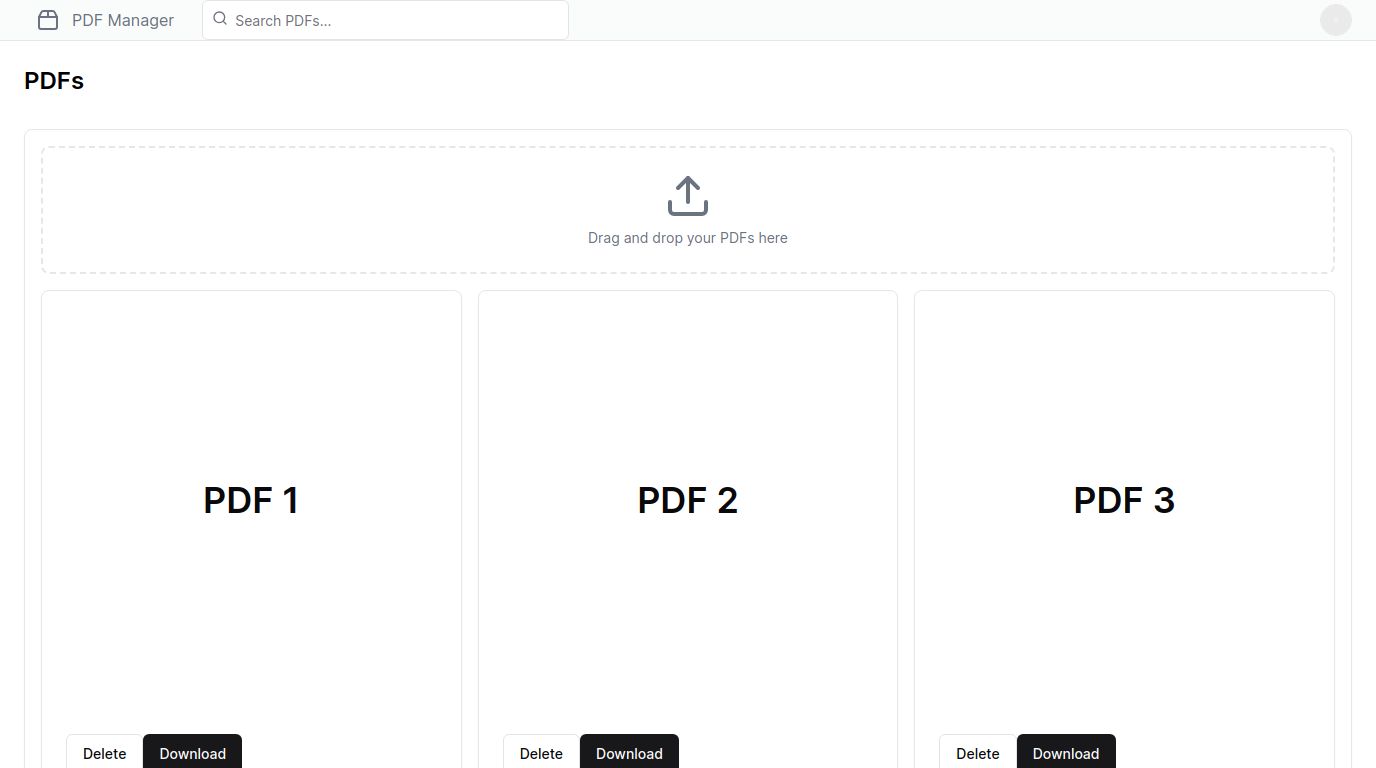 PDF Manager
Search PDFs...
PDFs
Drag and drop your PDFs here
PDF 1
PDF 2
PDF 3
Delete Download
Delete Download
Delete Download